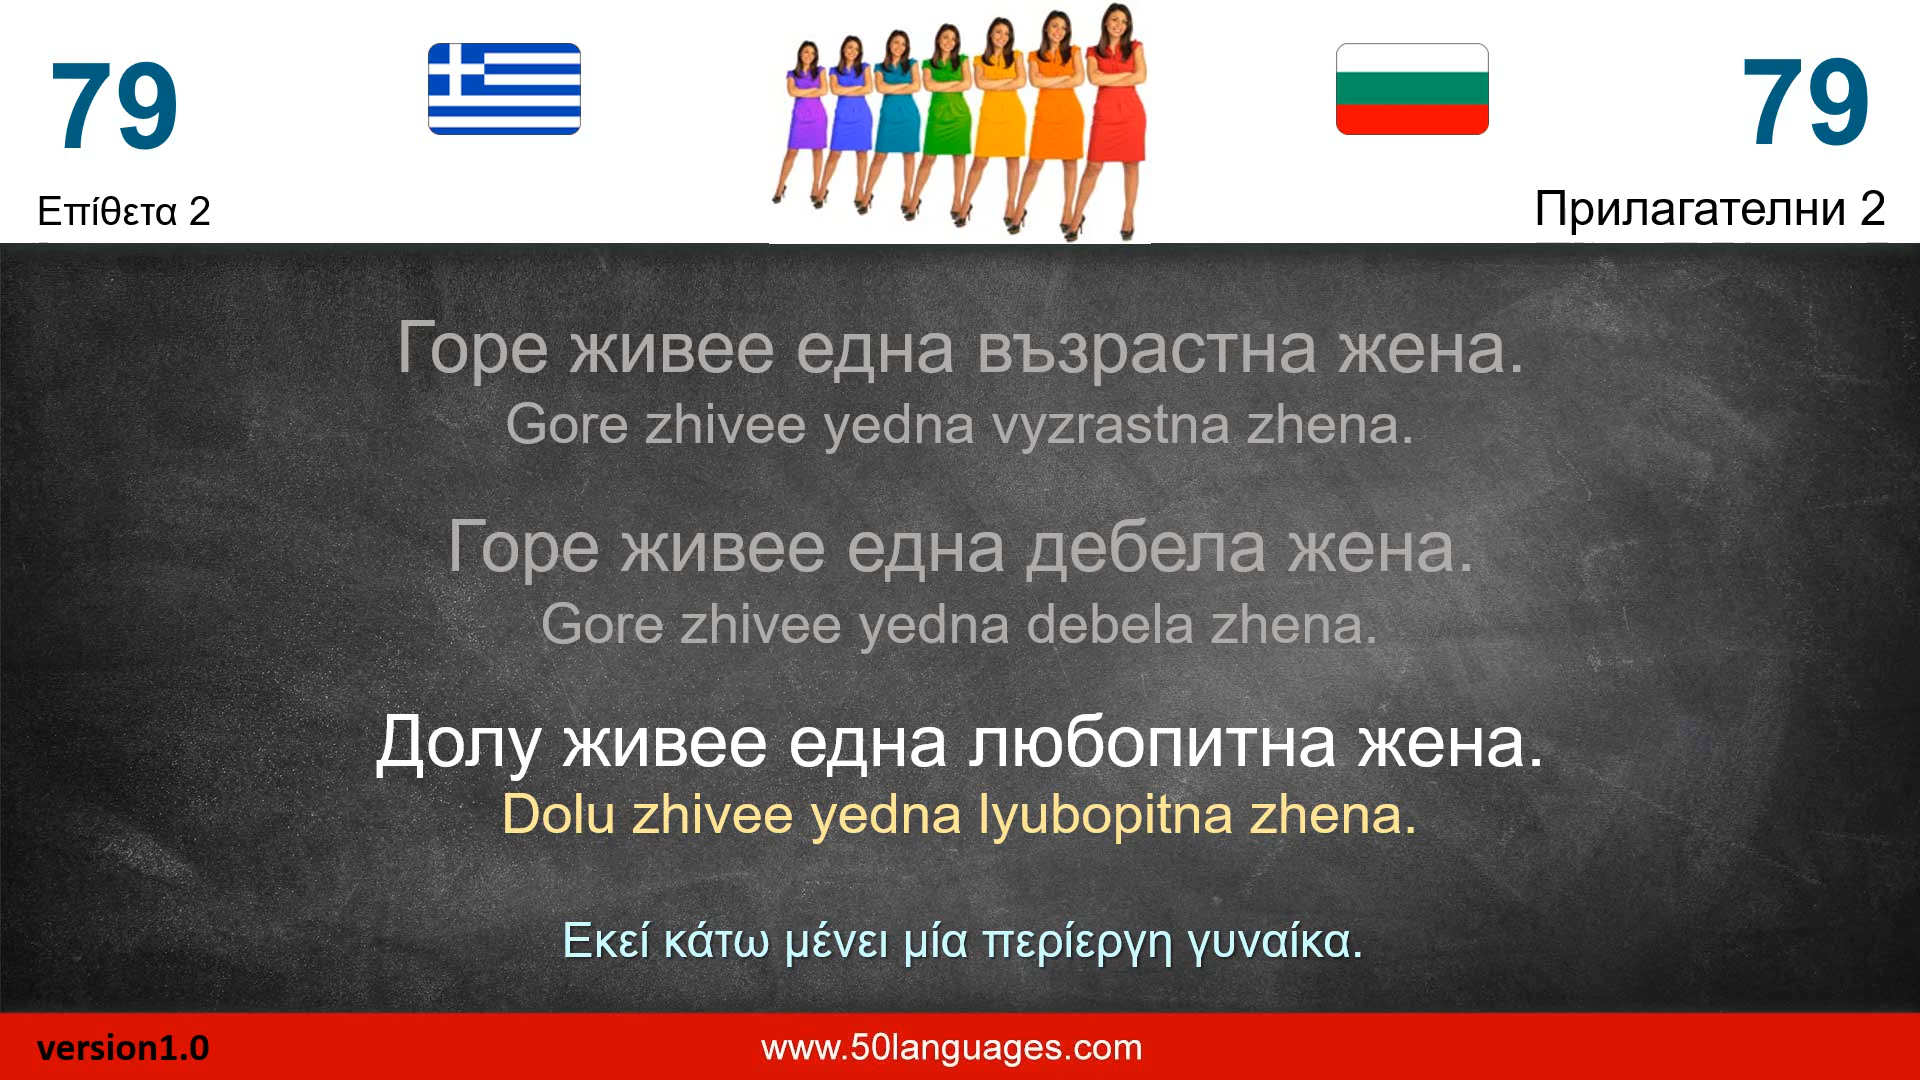 79
79
Επίθετα 2
Прилагателни 2
Горе живее една възрастна жена.
Gore zhivee yedna vyzrastna zhena.
Горе живее една дебела жена.
Gore zhivee yedna debela zhena.
Долу живее една любопитна жена.
Dolu zhivee yedna lyubopitna zhena.
Εκεί κάτω μένει μία περίεργη γυναίκα.
version1.0
www.50languages.com